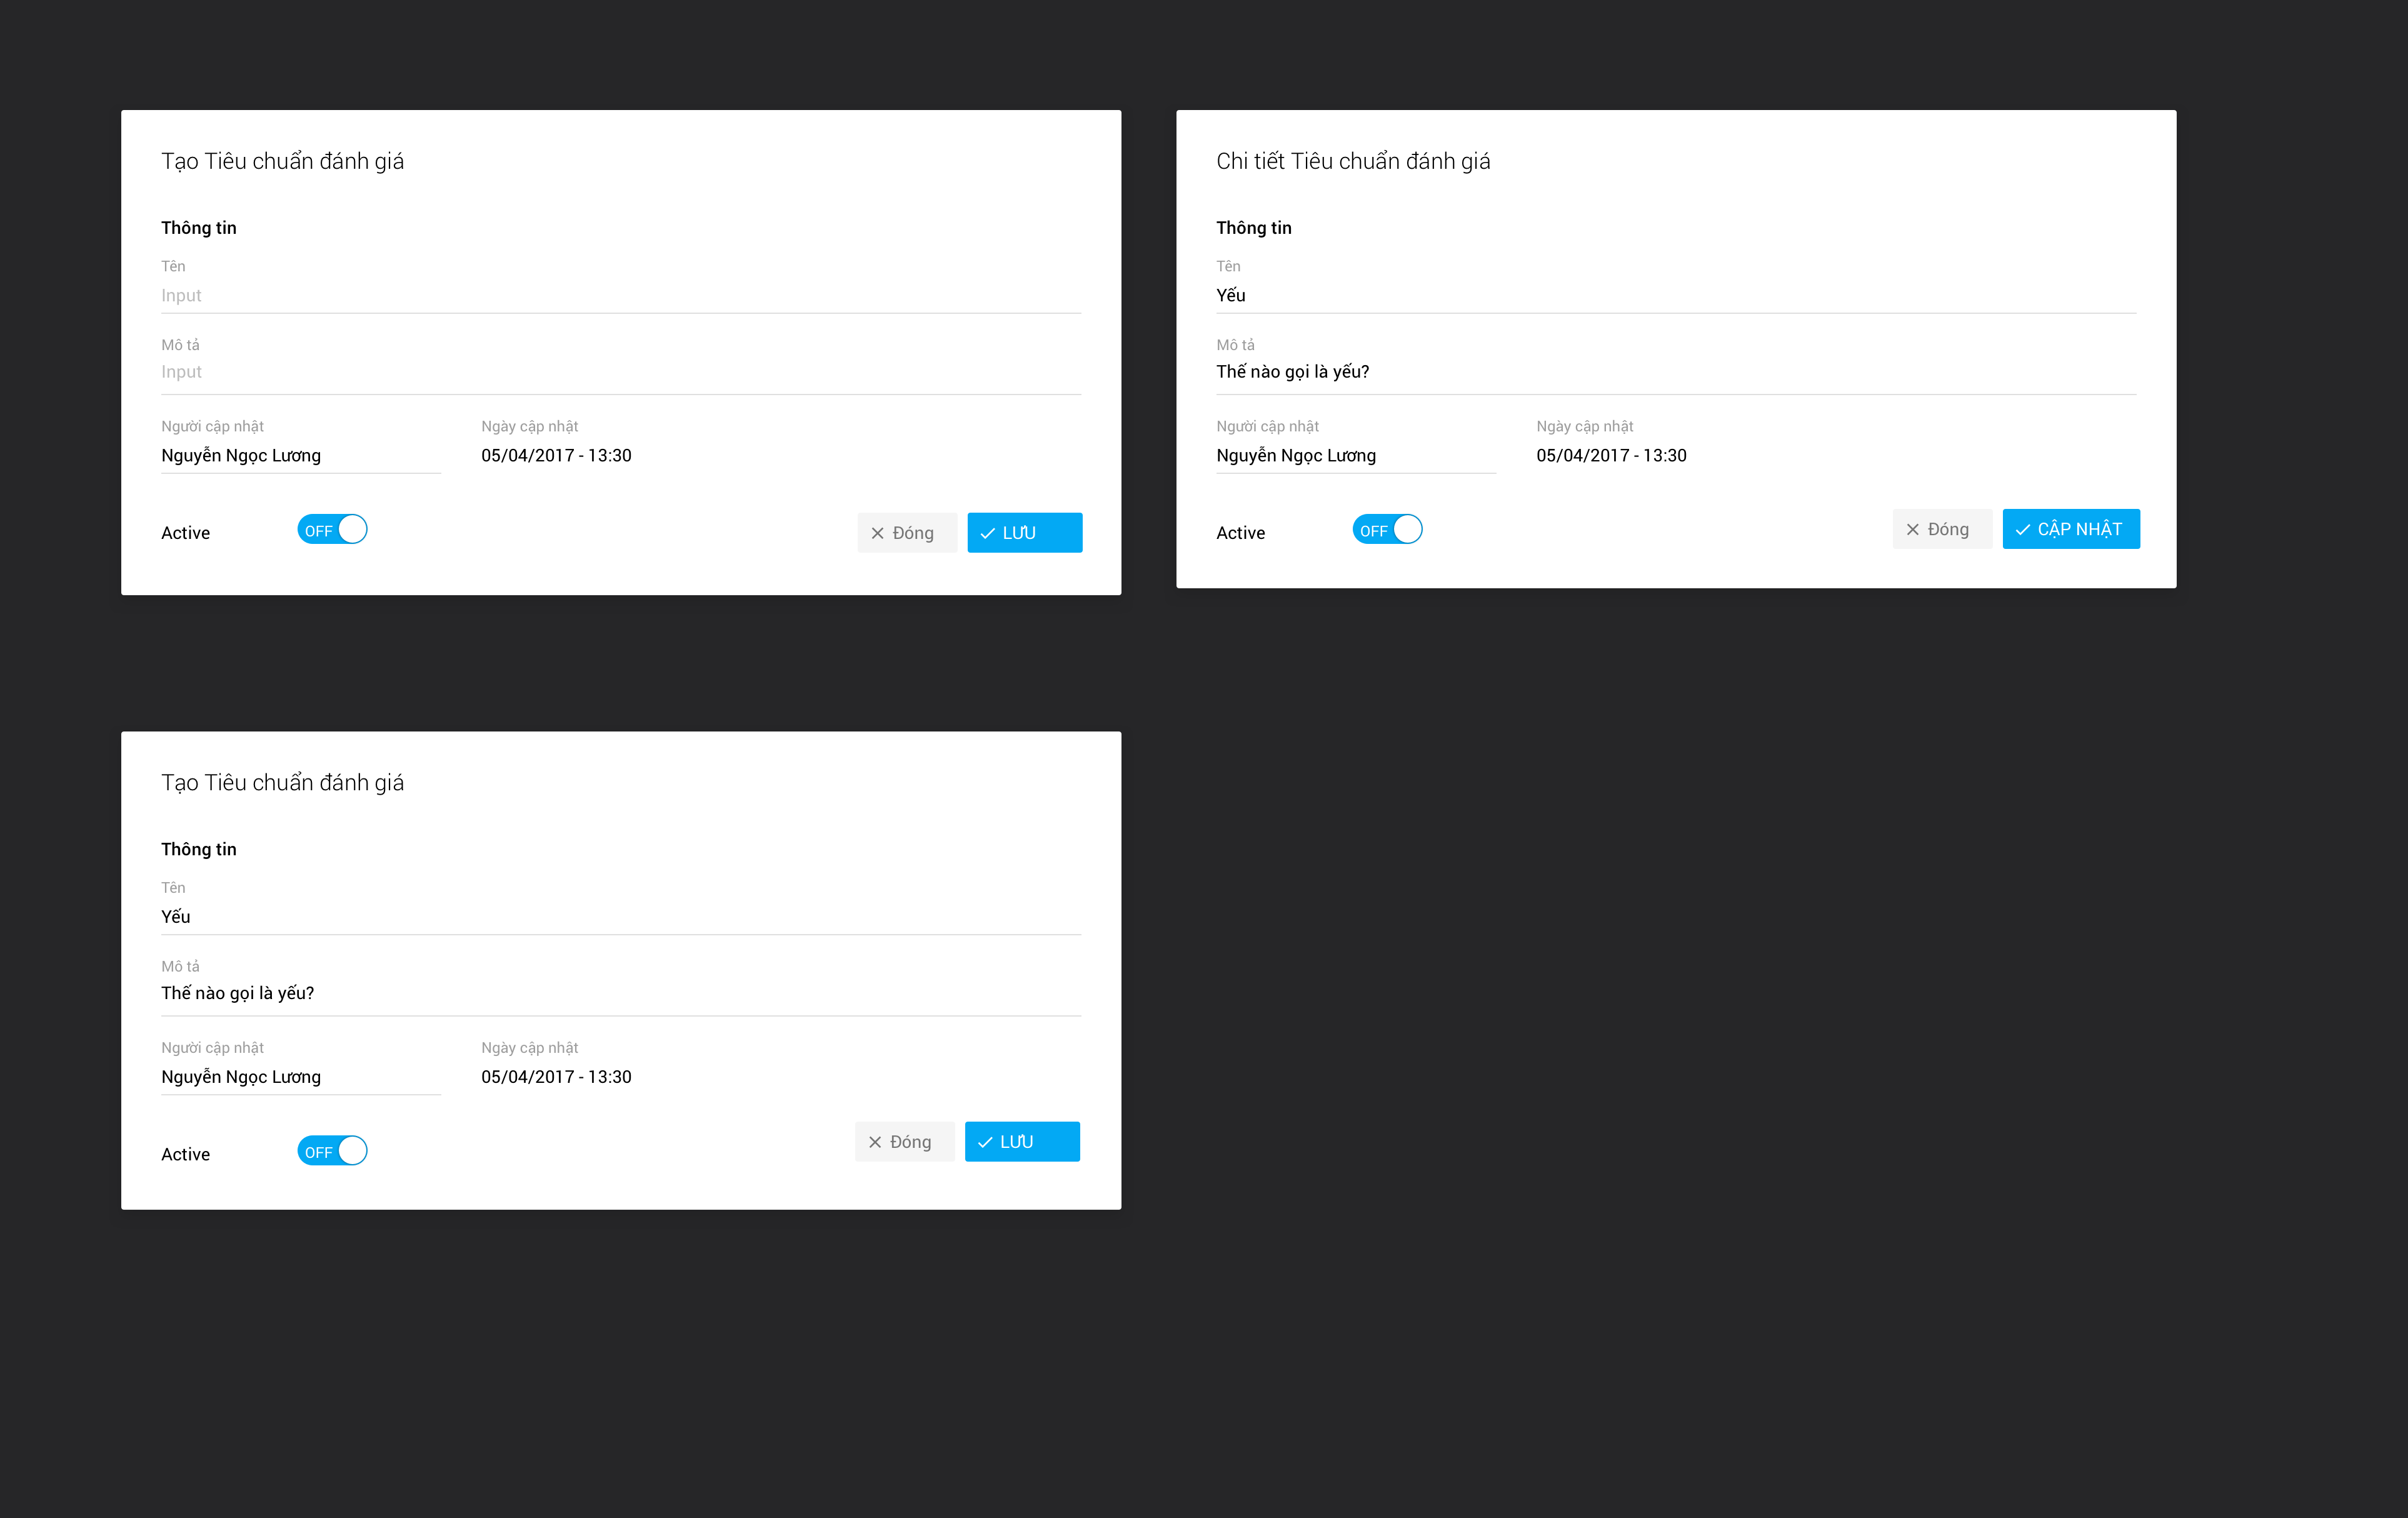 Tạo Tiêu chuẩn đánh giá
Thông tin
Tên
Input
Mô tả
Input
Người cập nhật Ngày cập nhật
Nguyễn Ngọc Lương 05/04/2017 - 13:30
Active OFF Đóng LƯU
Chi tiết Tiêu chuẩn đánh giá
Thông tin
Tên
Yếu
Mô tả
Thế nào gọi là yếu?
Người cập nhật Ngày cập nhật
Nguyễn Ngọc Lương 05/04/2017 - 13:30
Active OFF Đóng CẬP NHẬT
Tạo Tiêu chuẩn đánh giá
Thông tin
Tên
Yếu
Mô tả
Thế nào gọi là yếu?
Người cập nhật Ngày cập nhật
Nguyễn Ngọc Lương 05/04/2017 - 13:30
Active OFF Đóng LƯU